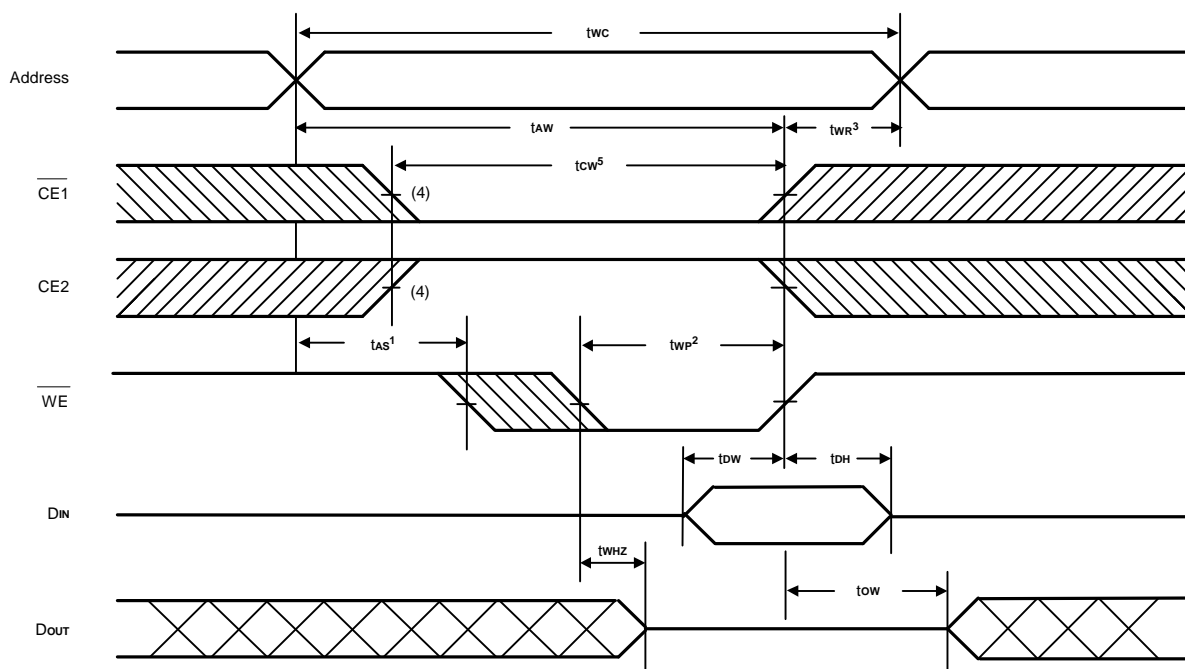 tWC
Address
tAW
tWR3
tCW5
CE1
(4)
CE2
(4)
tAS1
tWP2
WE
tDW
tDH
DIN
tWHZ
tOW
DOUT